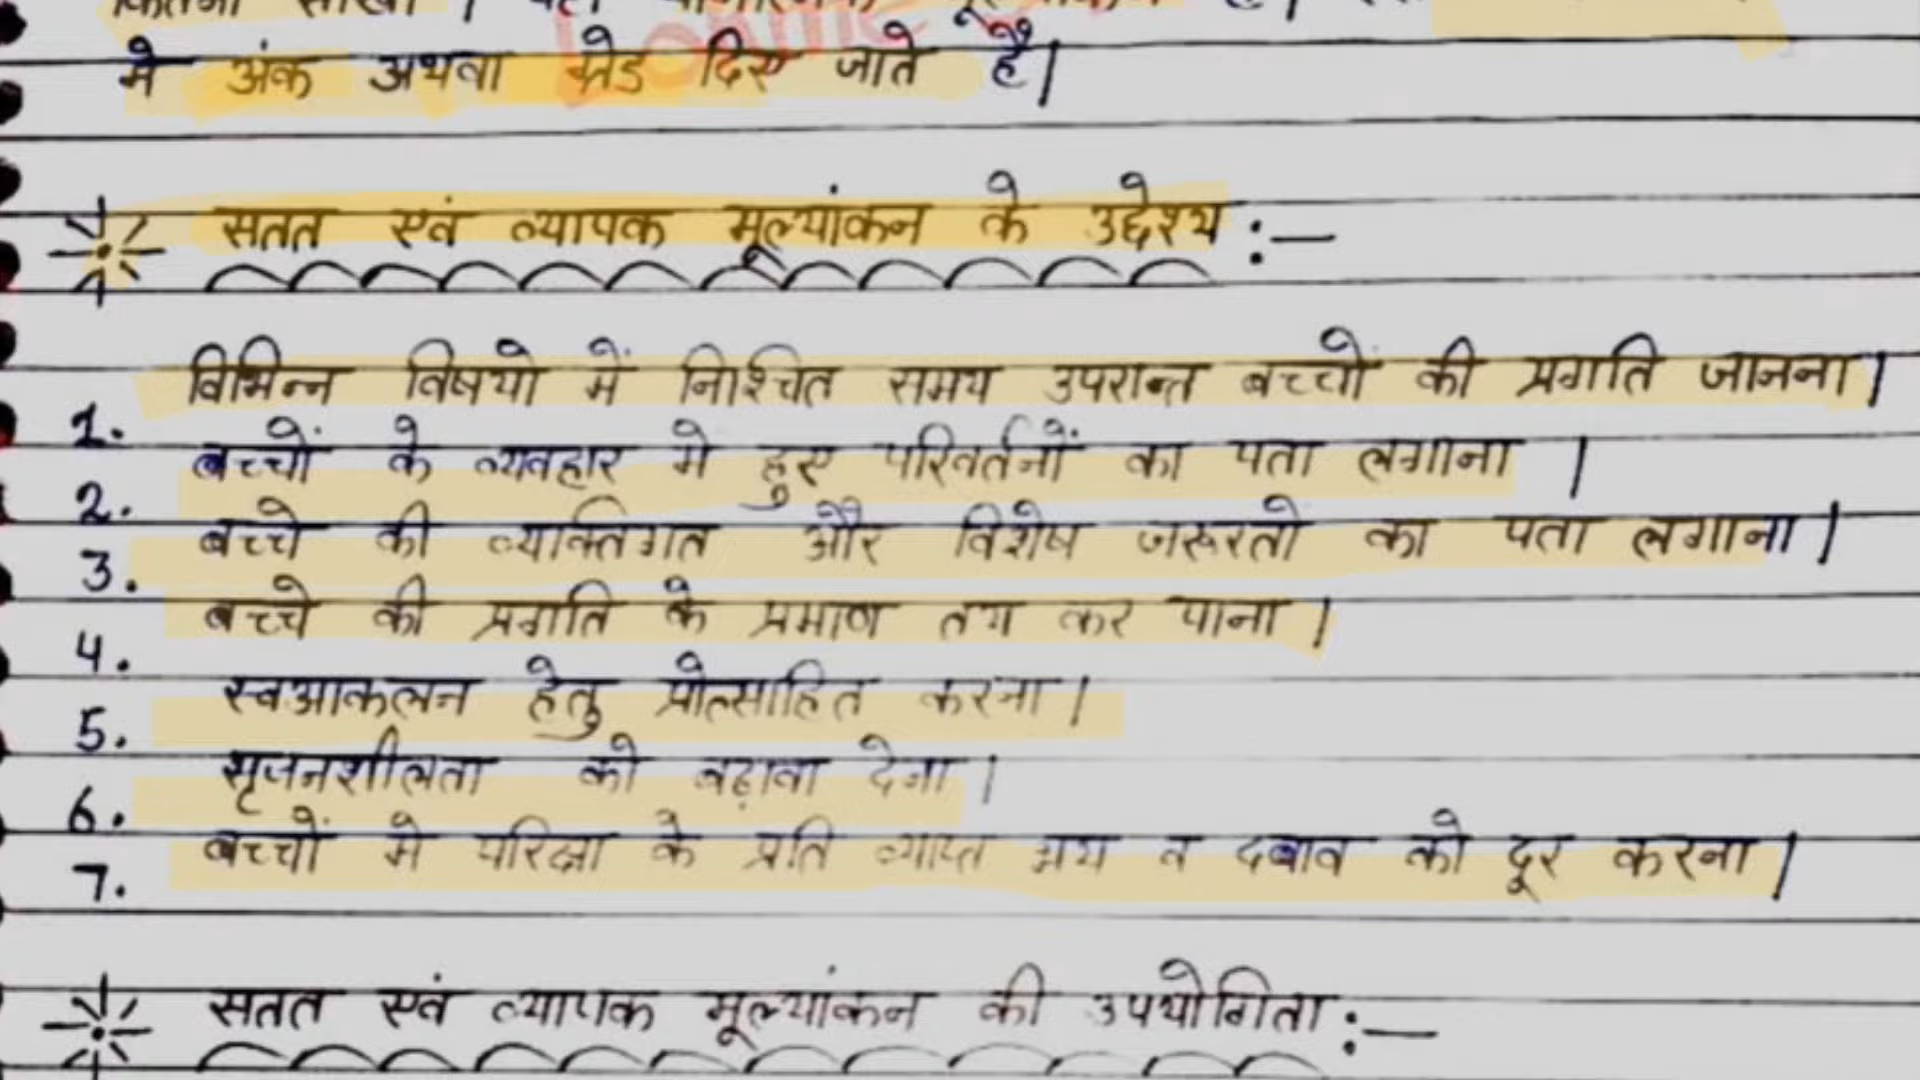 में अंक अथवा ग्रेड दिए जाते है।
सतत एवं व्यापक मूल्यांकन के उद्देश्य :—
विभिन्न विषयो में निश्चित समय उपरान्त बच्चों की प्रगति जानना।
1. बच्चों के व्यवहार मे हुए परिवर्तनों का पता लगाना।
2. बच्चे की व्यक्तिगत और विशेष जरूरतो का पता लगाना।
3. बच्चे की प्रगति के प्रमाण तय कर पाना।
4. स्वआकलन हेतु प्रोत्साहित करना।
5. सृजनशीलता को बढ़ावा देना।
6. बच्चों मे परिक्षा के प्रति व्याप्त भय व दबाव को दूर करना।
7.
सतत एवं व्यापक मूल्यांकन की उपयोगिता :—